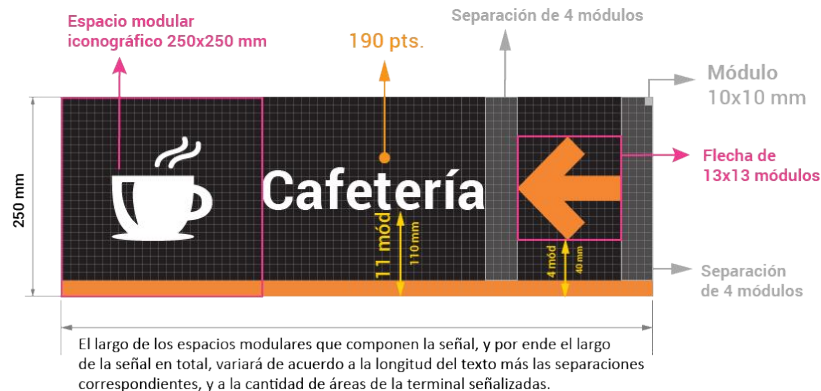 Separación de 4 módulos
Espacio modular
iconográfico 250x250 mm
190 pts.
Módulo
10x10 mm
Flecha de
13x13 módulos
250 mm
Cafetería
11 mód
110 mm
4 mód
40 mm
Separación
de 4 módulos
El largo de los espacios modulares que componen la señal, y por ende el largo
de la señal en total, variará de acuerdo a la longitud del texto más las separaciones
correspondientes, y a la cantidad de áreas de la terminal señalizadas.